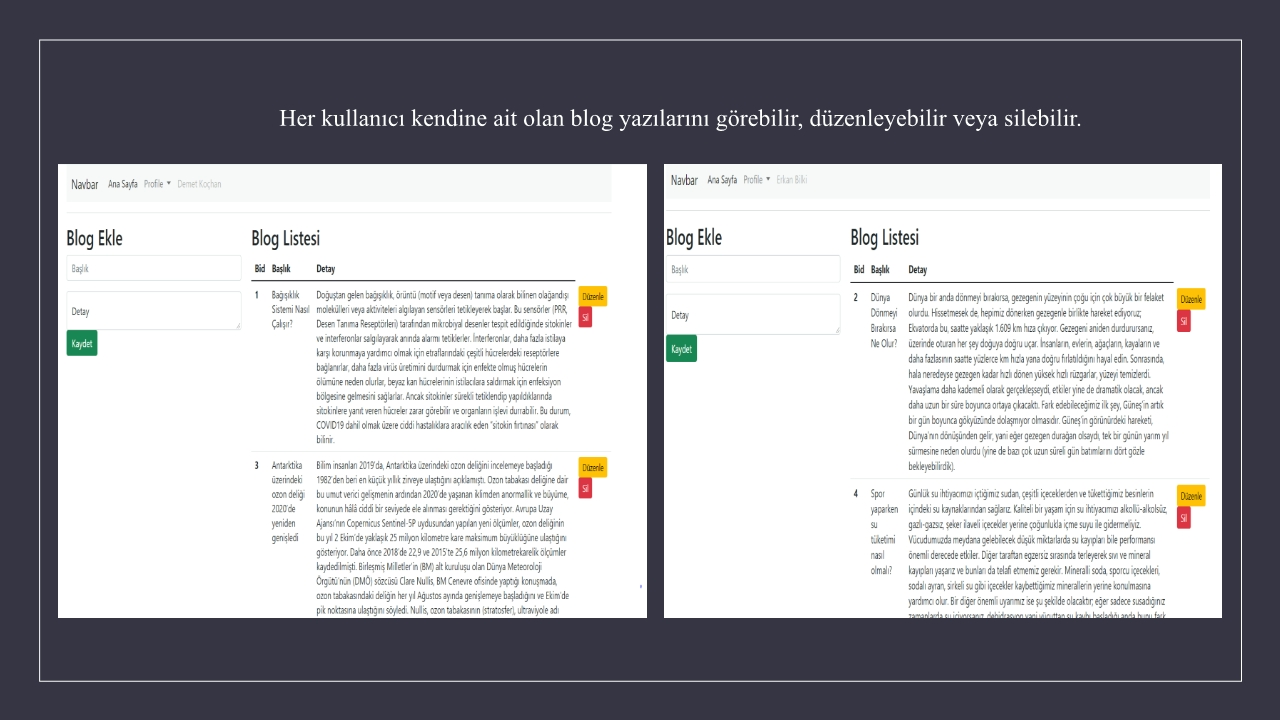 Her kullanıcı kendine ait olan blog yazılarını görebilir, düzenleyebilir veya silebilir.
Navbar Ana Sayfa Profile Demet Koçhan
Blog Ekle
Başlık
Detay
Kaydet
Blog Listesi
Bid Başlık Detay
1
Bağışıklık
Sistemi Nasıl
Çalışır?
Doğuştan gelen bağışıklık, örüntü (motif veya desen) tanıma olarak bilinen olağandışı
molekülleri veya aktiviteleri algılayan sensörleri tetikleyerek başlar. Bu sensörler (PRR,
Desen Tanıma Reseptörleri) tarafından mikrobiyal desenler tespit edildiğinde sitokinler
ve interferonlar salgılayarak anında alarma tetiklerler. İnterferonlar, daha fazla istilaya
karşı korunmaya yardımcı olmak için etraflarındaki çeşitli hücrelerdeki reseptörlere
bağlanırlar, daha fazla virüs üretimini durdurmak için enfekte olmuş hücrelerin
ölümüne neden olurlar, beyaz kan hücrelerinin istilacılara saldırmak için enfeksiyon
bölgesine gelmesini sağlarlar. Ancak sitokinler sürekli tetiklendip yapıldıklarında
sitokinlere yanıt veren hücreler zarar görebilir ve organların işlevi durrabilir. Bu durum,
COVID19 dahil olmak üzere ciddi hastalıklara aracılık eden "sitokin fırtınası" olarak
bilinir.
Düzenle
Sil
3
Antarktika
üzerindeki
ozon deliği
2020'de
yeniden
genişledi
Bilim insanları 2019'da, Antarktika üzerindeki ozon deliğini incelemeye başladığı
1982'den beri en küçük yıllık zirveye ulaştığını açıklamıştı. Ozon tabakası deliğine dair
bu umut verici gelişmenin ardından 2020'de yaşanan iklimden anormallik ve büyüme,
konunun hâlâ ciddi bir seviyede ele alınması gerektiğini gösteriyor. Avrupa Uzay
Ajansı'nın Copernicus Sentinel-5P uydusundan yapılan yeni ölçümler, ozon deliğinin
bu yıl 2 Ekim'de yaklaşık 25 milyon kilometre kare maksimum büyüklüğüne ulaştığını
gösteriyor. Daha önce 2018'de 22,9 ve 2015'te 25,6 milyon kilometrekarelik ölçümler
kaydedilmişti. Birleşmiş Milletler'in (BM) alt kuruluşu olan Dünya Meteoroloji
Örgütü'nün (DMÖ) sözcüsü Clare Nullis, BM Cenevre ofisinde yaptığı konuşmada,
ozon tabakasındaki deliğin her yıl Ağustos ayında genişlemeye başladığını ve Ekim'de
pik noktasına ulaştığını söyledi. Nullis, ozon tabakasının (stratosfer), ultraviyole adı
Düzenle
Sil
Navbar Ana Sayfa Profile Erkan Bilki
Blog Ekle
Başlık
Detay
Kaydet
Blog Listesi
Bid Başlık Detay
2
Dünya
Dönmeyi
Bırakırsa
Ne Olur?
Dünya bir anda dönmeyi bırakırsa, gezegenin yüzeyinin çoğu için çok büyük bir felaket
olurdu. Hissetmesek de, hepimiz dönerken gezegenle birlikte hareket ediyoruz;
Ekvatorda bu, saatte yaklaşık 1.609 km hıza çıkıyor. Gezegeni aniden durdurursanız,
üzerinde oturan her şey doğuya doğru uçar. İnsanların, evlerin, ağaçların, kayaların ve
daha fazlasının saatte yüzlerce km hızla yana doğru fırlatıldığını hayal edin. Sonrasında,
hala neredeyse gezegen kadar hızlı dönen yüksek hızlı rüzgarlar, yüzeyi temizlerdi.
Yavaşlama daha kademeli olarak gerçekleşseydi, etkiler yine de dramatik olacak, ancak
daha uzun bir süre boyunca ortaya çıkacaktı. Fark edebileceğimiz ilk şey, Güneş'in artık
bir gün boyunca gökyüzünde dolaşmıyor olmasıdır. Güneş'in görünürdeki hareketi,
Dünya'nın dönüşünden gelir, yani eğer gezegen durağan olsaydı, tek bir günün yarım yıl
sürmesine neden olurdu (yine de bazı çok uzun süreli gün batımlarını dört gözle
bekleyebilirdik).
Düzenle
Sil
4
Spor
yaparken
su
tüketimi
nasıl
olmalı?
Günlük su ihtiyacımızı içtiğimiz sudan, çeşitli içeceklerden ve tükettiğimiz besinlerin
içindeki su kaynaklarından sağlarız. Kaliteli bir yaşam için su ihtiyacımızı alkollü-alkolsüz,
gazlı-gazsız, şeker ilaveli içecekler yerine çoğunlukla içme suyu ile gidermeliyiz.
Vücudumuzda meydana gelebilecek düşük miktarlarda su kayıpları bile performansı
önemli derecede etkiler. Diğer taraftan egzersiz sırasında terleyerek sıvı ve mineral
kayıpları yaşarız ve bunları da telafi etmemiz gerekir. Mineralli soda, sporcu içecekleri,
sodalı ayran, sirkeli su gibi içecekler kaybettiğimiz minerallerin yerine konulmasına
yardımcı olur. Bir diğer önemli uyarımız ise şu şekilde olacaktır; eğer sadece susadığınız
zamanlarda su içiyorsanız, dehidrasyon yani vücuttan su kaybı başladığı anda bunu fark
Düzenle
Sil